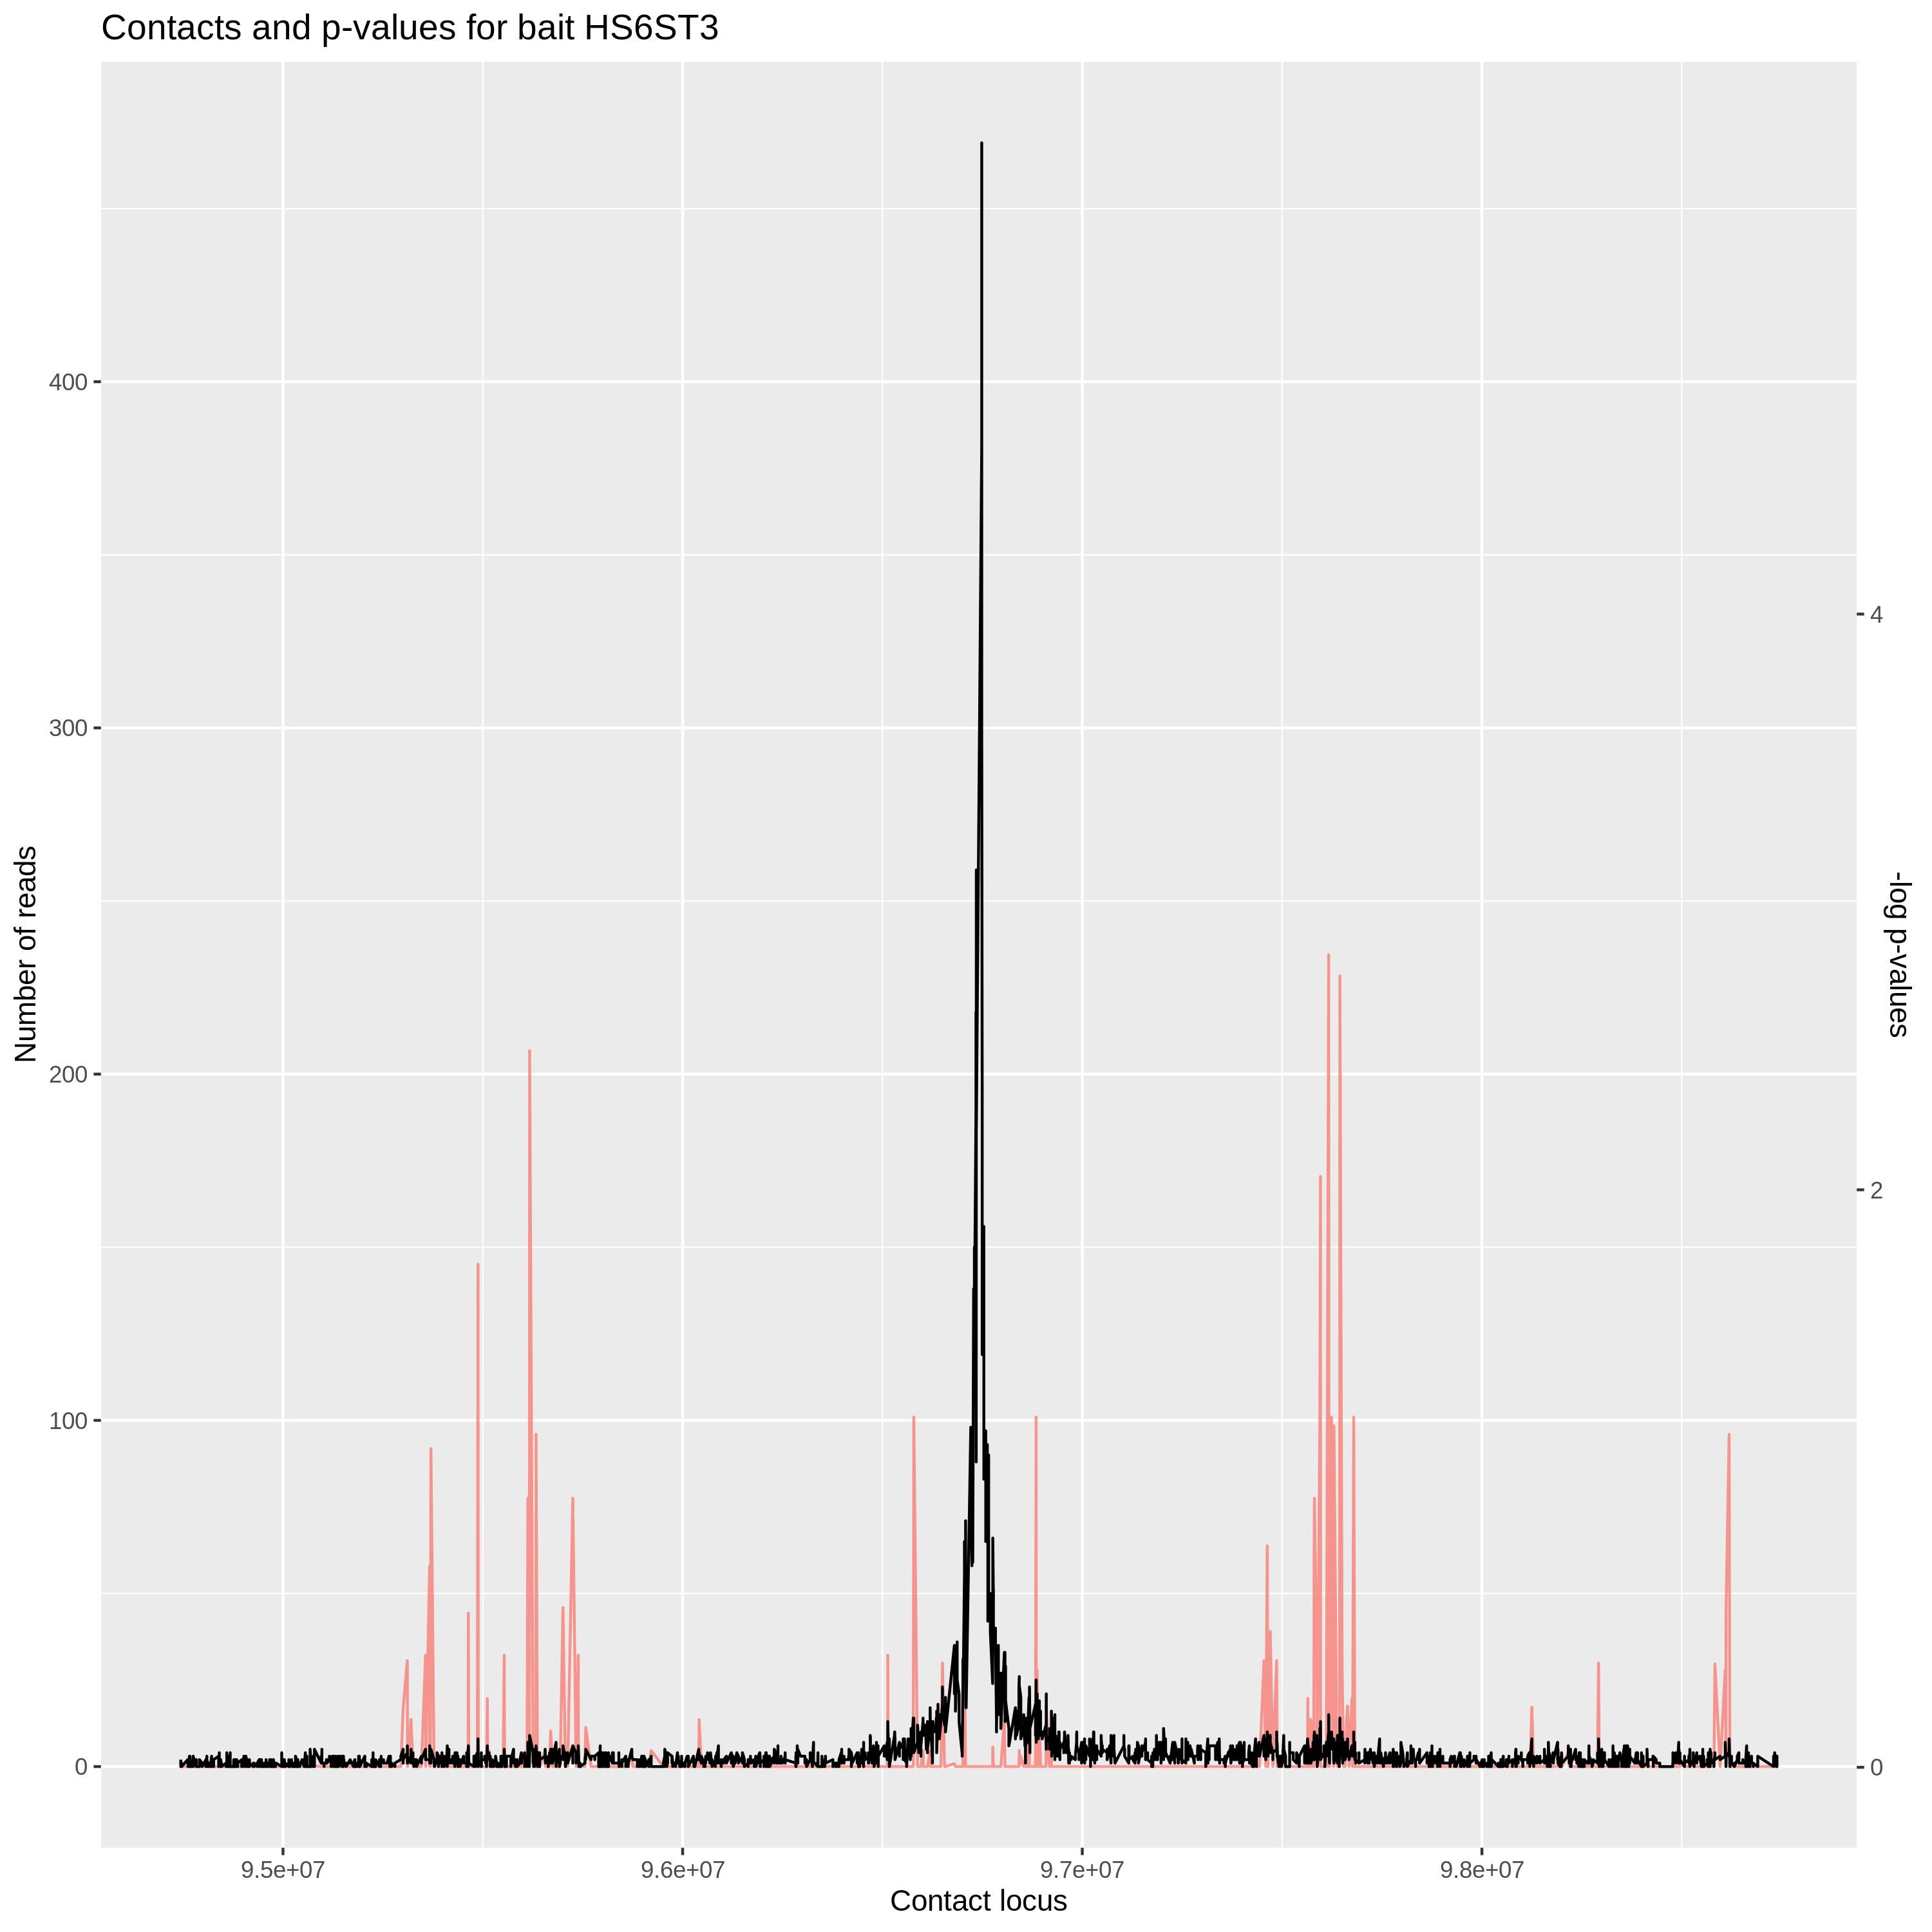 Contacts and p-values for bait HS6ST3
400
300
200
100
0
Number of reads
4
2
0
-log p-values
9.5e+07 9.6e+07 9.7e+07 9.8e+07
Contact locus